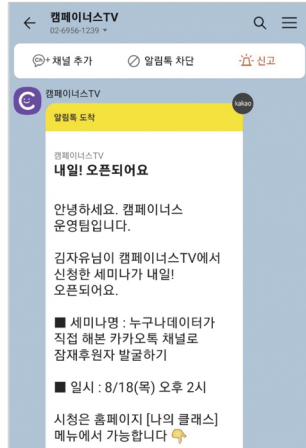 캠페이너스TV
02-6956-1239
채널 추가
알림톡 차단
신고
캠페이너스TV
kakao
알림톡 도착
캠페이너스TV
내일! 오픈되어요
안녕하세요. 캠페이너스
운영팀입니다.
김자유님이 캠페이너스TV에서
신청한 세미나가 내일!
오픈되어요.
■ 세미나명 : 누구나데이터가
직접 해본 카카오톡 채널로
잠재후원자 발굴하기
■ 일시 : 8/18(목) 오후 2시
시청은 홈페이지 [나의 클래스]
메뉴에서 가능합니다 👇